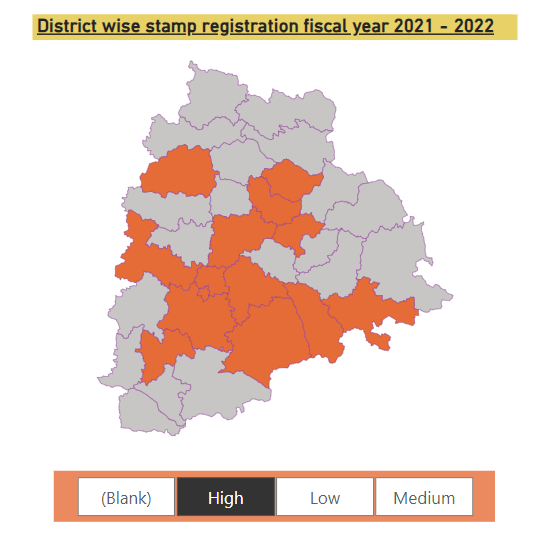 District wise stamp registration fiscal year 2021 - 2022
(Blank) High Low Medium